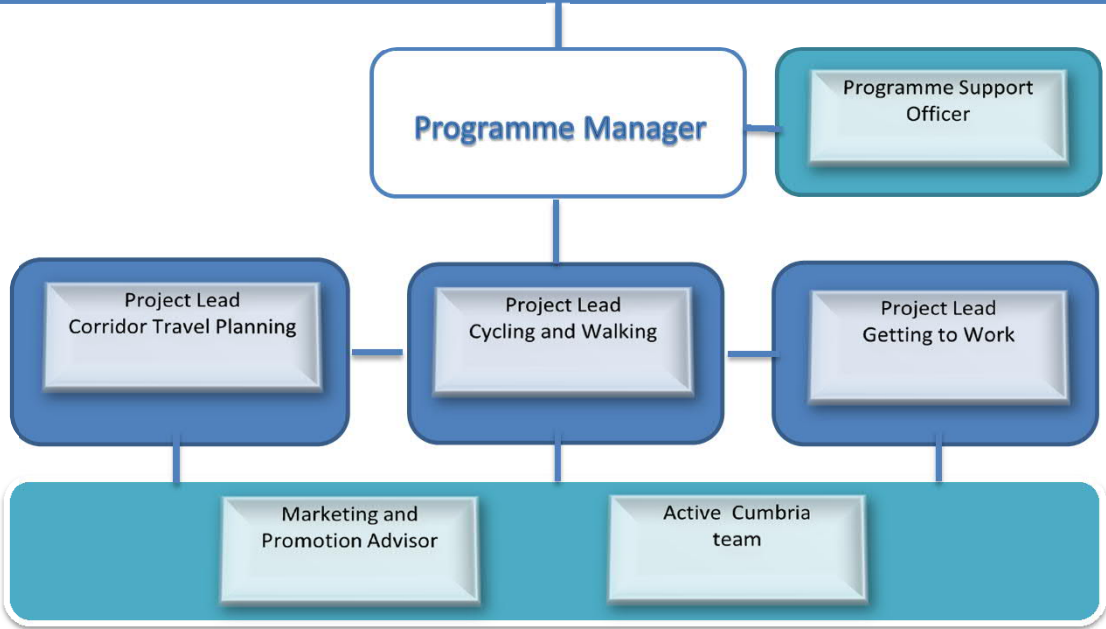 Programme Manager
Programme Support
Officer
Project Lead
Corridor Travel Planning
Project Lead
Cycling and Walking
Project Lead
Getting to Work
Marketing and
Promotion Advisor
Active Cumbria
team